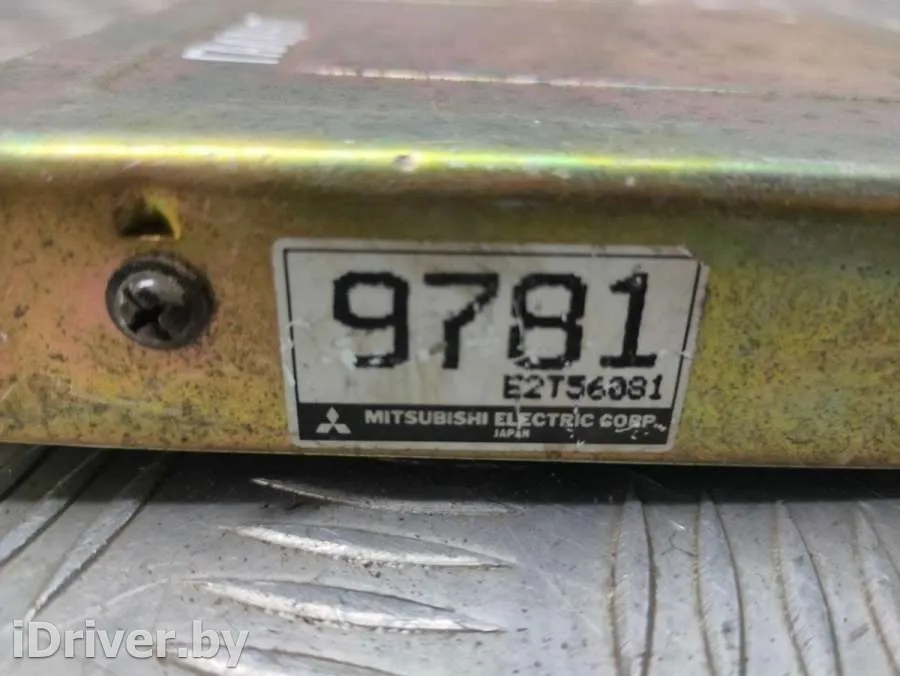 9781
E2T56081
MITSUBISHI ELECTRIC CORP.
JAPAN
iDriver.by